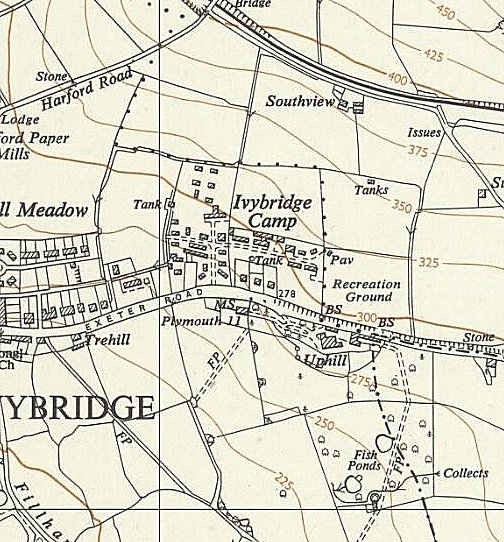 Bridge
450
425
400
Stone
Harford Road
Southview
Lodge
ford Paper
Mills
Issues
375
Tanks
350
ll Meadow
Tank
Ivybridge
Camp
325
Tank
Pav
Recreation
Ground
278
EXETER ROAD
MS
Plymouth 11
BS
300
BS
Trehill
Stone
Uphill
Ch
FP
275
VYBRIDGE
250
FP
Fish
Ponds
FP
Collects
225
Fillha